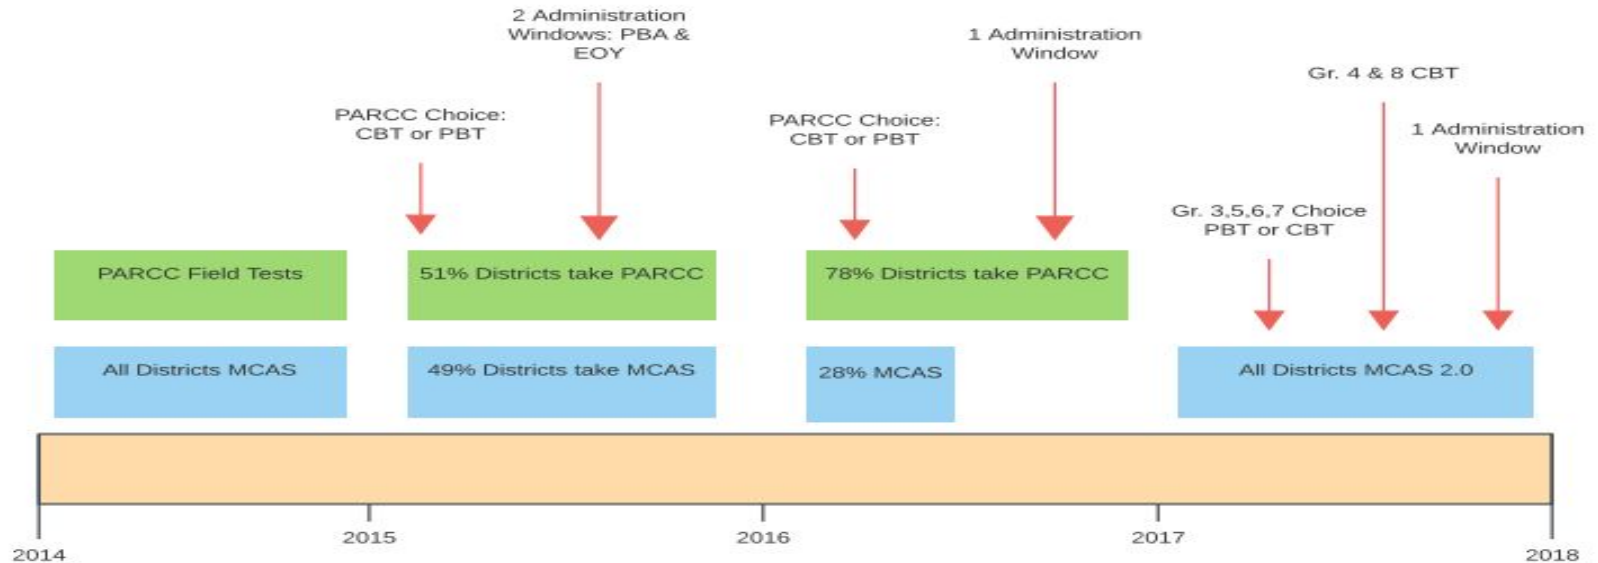 2 Administration
Windows: PBA &
EOY
1 Administration
Window
Gr. 4 & 8 CBT
PARCC Choice:
CBT or PBT
PARCC Choice:
CBT or PBT
1 Administration
Window
Gr. 3,5,6,7 Choice
PBT or CBT
PARCC Field Tests
51% Districts take PARCC
78% Districts take PARCC
All Districts MCAS
49% Districts take MCAS
28% MCAS
All Districts MCAS 2.0
2014
2015
2016
2017
2018